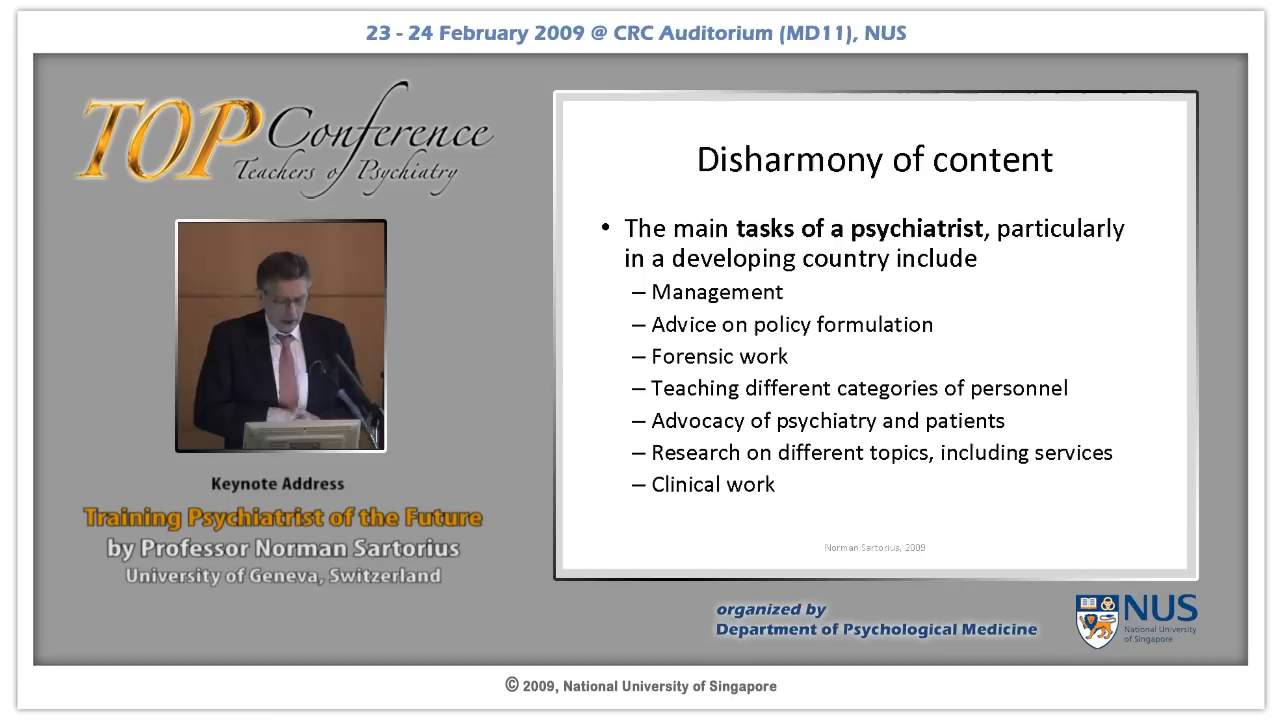 23 - 24 February 2009 @ CRC Auditorium (MD11), NUS
TOP Conference
Teachers of Psychiatry
Keynote Address
Training Psychiatrist of the Future
by Professor Norman Sartorius
University of Geneva, Switzerland
Disharmony of content
• The main tasks of a psychiatrist, particularly
in a developing country include
– Management
– Advice on policy formulation
– Forensic work
– Teaching different categories of personnel
– Advocacy of psychiatry and patients
– Research on different topics, including services
– Clinical work
Norman Sartorius, 2009
organized by
Department of Psychological Medicine
NUS
National University
of Singapore
© 2009, National University of Singapore